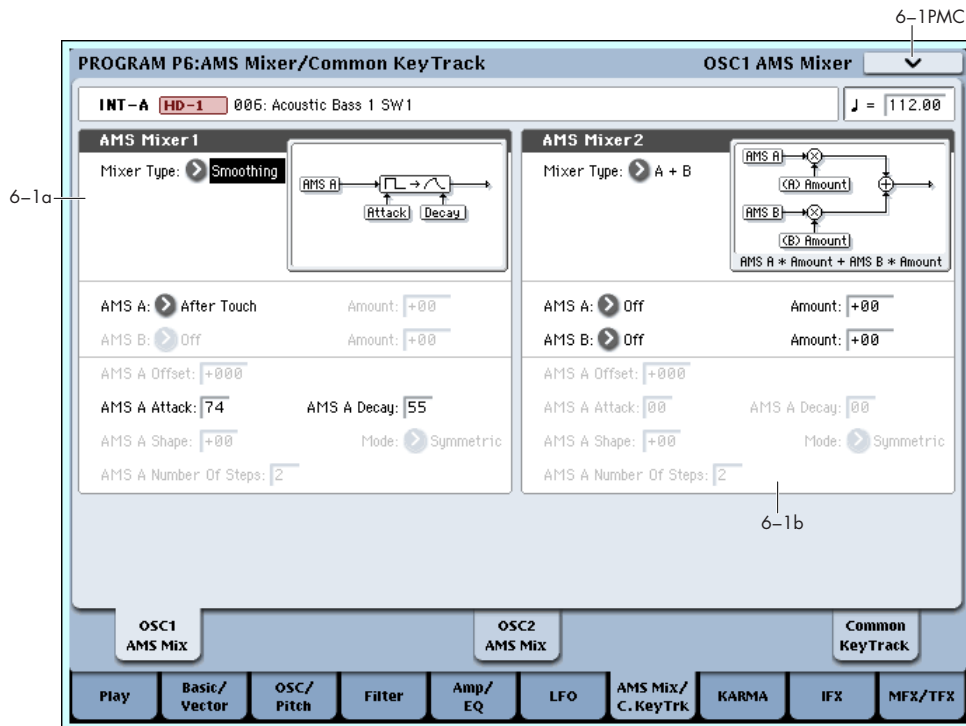 6–1PMC
PROGRAM P6:AMS Mixer/Common KeyTrack OSC1 AMS Mixer
INT-A HD-1 006: Acoustic Bass 1 SW1 ♩ = 112.00
AMS Mixer1
Mixer Type: Smoothing
AMS A
Attack Decay
AMS A: After Touch Amount: +00
AMS B: Off Amount: +00
AMS A Offset: +000
AMS A Attack: 74 AMS A Decay: 55
AMS A Shape: +00 Mode: Symmetric
AMS A Number Of Steps: 2
6–1a
AMS Mixer2
Mixer Type: A + B
AMS A
(A) Amount
AMS B
(B) Amount
AMS A * Amount + AMS B * Amount
AMS A: Off Amount: +00
AMS B: Off Amount: +00
AMS A Offset: +000
AMS A Attack: 00 AMS A Decay: 00
AMS A Shape: +00 Mode: Symmetric
AMS A Number Of Steps: 2
6–1b
OSC1 AMS Mix
OSC2 AMS Mix
Common KeyTrack
Play
Basic/ Vector
OSC/ Pitch
Filter
Amp/ EQ
LFO
AMS Mix/ C.KeyTrk
KARMA
IFX
MFX/TFX